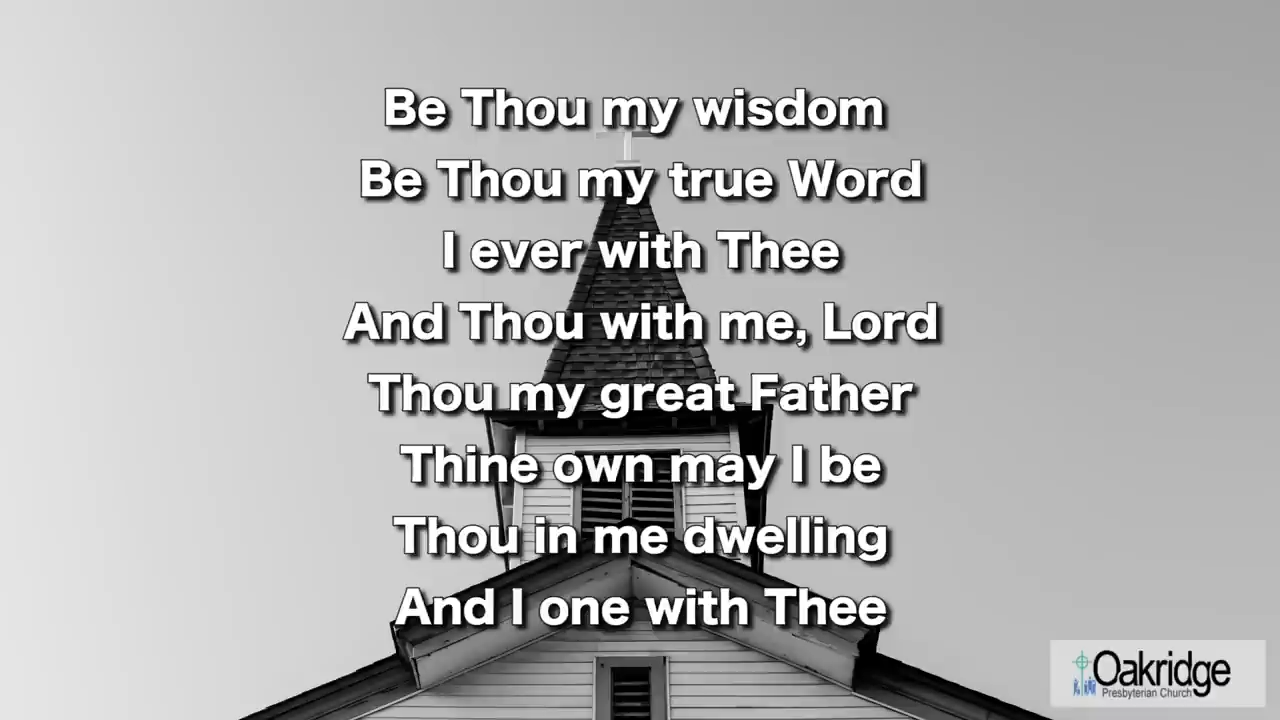 Be Thou my wisdom
Be Thou my true Word
I ever with Thee
And Thou with me, Lord
Thou my great Father
Thine own may I be
Thou in me dwelling
And I one with Thee
Oakridge
Presbyterian Church